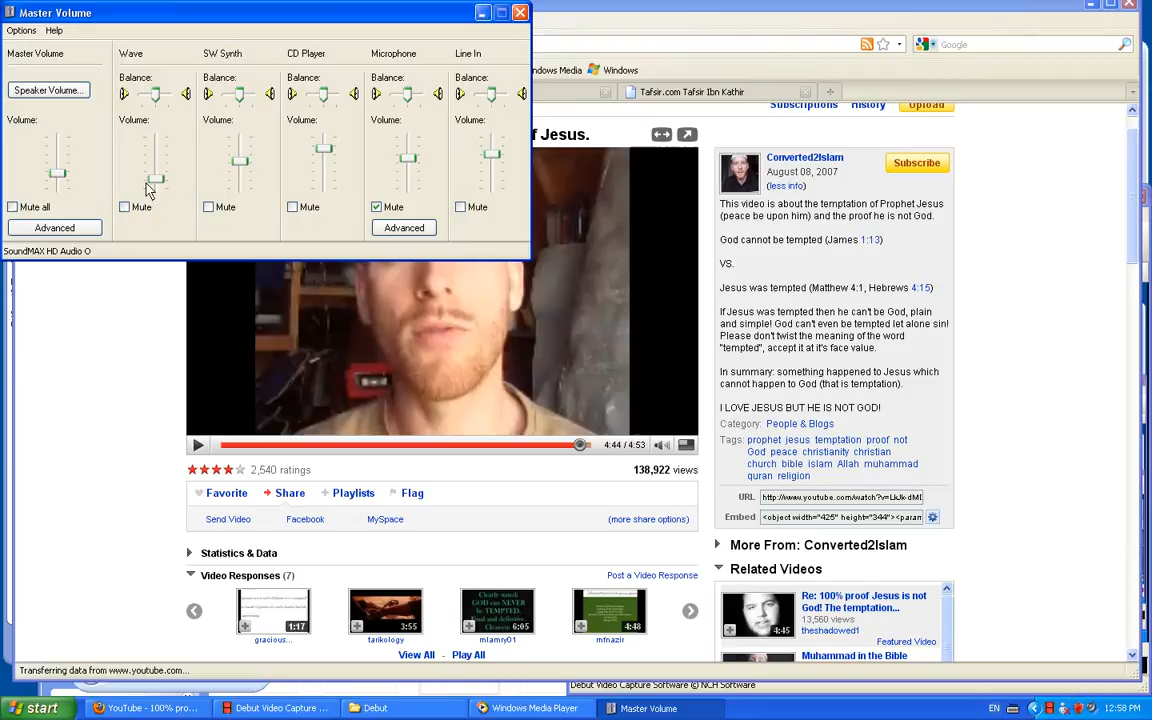 Master Volume
Options Help
Master Volume
Wave
SW Synth
CD Player
Microphone
Line In
Balance:
Balance:
Balance:
Balance:
Balance:
Speaker Volume...
Volume:
Volume:
Volume:
Volume:
Volume:
Volume:
Mute all
Mute
Mute
Mute
Mute
Mute
Advanced
Advanced
SoundMAX HD Audio O
Google
ndows Media
Windows
Tafsir.com Tafsir Ibn Kathir
Subscriptions History Upload
f Jesus.
Converted2Islam
August 08, 2007
(less info)
Subscribe
This video is about the temptation of Prophet Jesus
(peace be upon him) and the proof he is not God.
God cannot be tempted (James 1:13)
VS.
Jesus was tempted (Matthew 4:1, Hebrews 4:15)
If Jesus was tempted then he can't be God, plain
and simple! God can't even be tempted let alone sin!
Please don't twist the meaning of the word
"tempted", accept it at it's face value.
In summary: something happened to Jesus which
cannot happen to God (that is temptation).
I LOVE JESUS BUT HE IS NOT GOD!
Category: People & Blogs
Tags: prophet jesus temptation proof not
God peace christianity christian
church bible islam Allah muhammad
quran religion
URL
Embed <object width="425" height="344"><param
4:44 / 4:53
2,540 ratings
138,922 views
Favorite Share Playlists Flag
Send Video Facebook MySpace (more share options)
Statistics & Data
Video Responses (7)
Post a Video Response
1:17
3:55
6:05
4:48
gracious...
tarikology
mlamry01
mfnazir
View All - Play All
More From: Converted2Islam
Related Videos
Re: 100% proof Jesus is not
God! The temptation...
13,560 views
theshadowed1
4:45
Featured Video
Muhammad in the Bible
Transferring data from www.youtube.com...
Debut Video Capture Software © NCH Software
start
YouTube - 100% pro...
Debut Video Capture ...
Debut
Windows Media Player
Master Volume
EN
12:58 PM